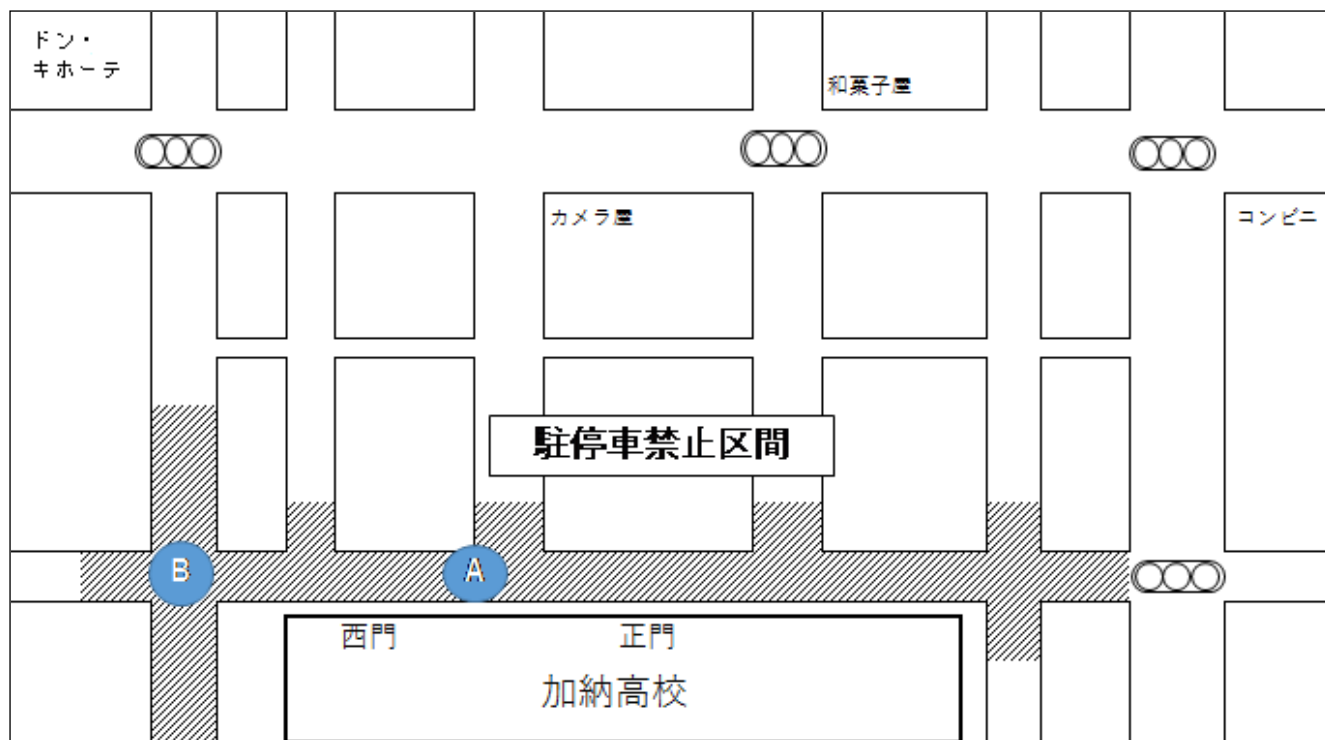 ドン・
キホーテ
和菓子屋
カメラ屋
コンビニ
駐停車禁止区間
B
A
西門
正門
加納高校